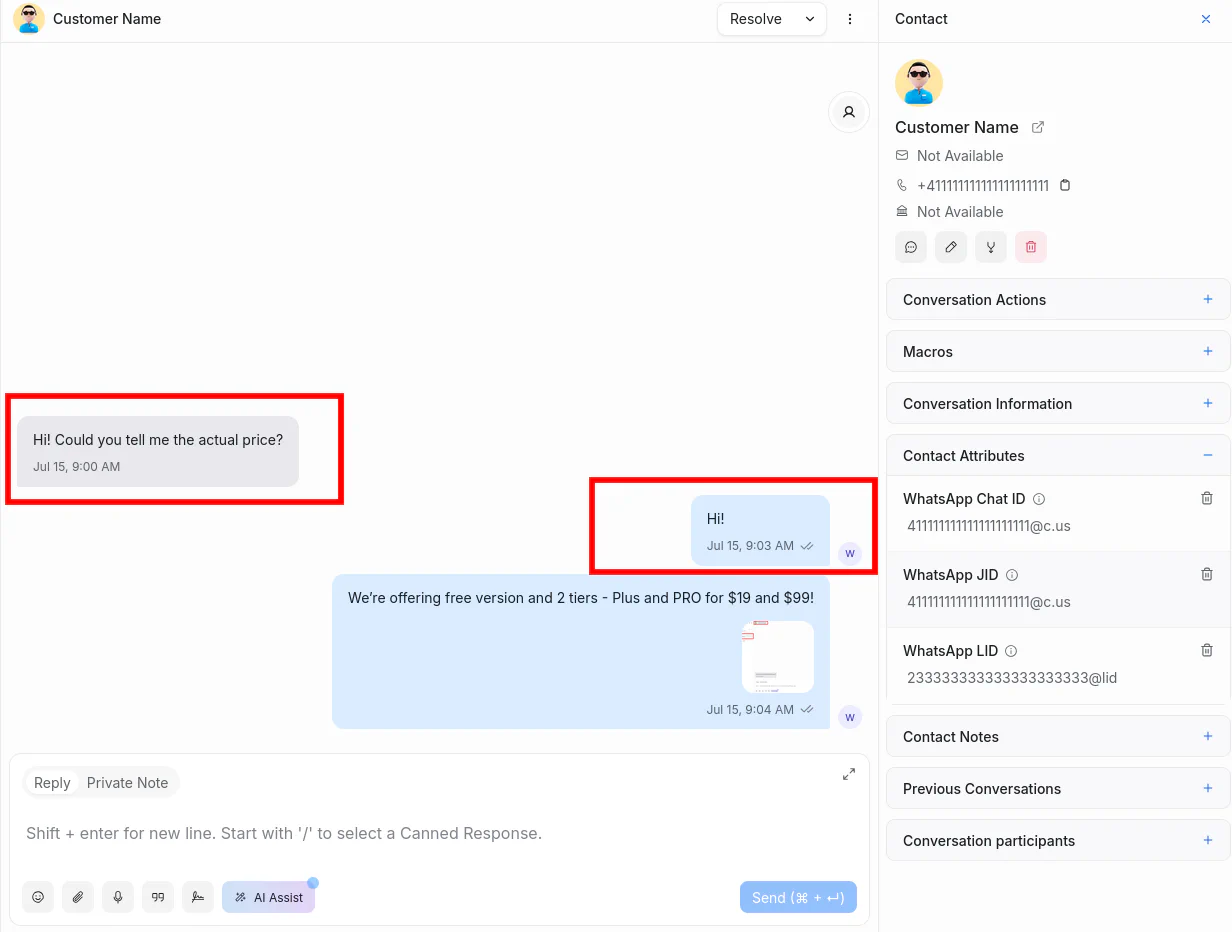 Customer Name
Resolve
Hi! Could you tell me the actual price?
Jul 15, 9:00 AM
Hi!
Jul 15, 9:03 AM
W
We’re offering free version and 2 tiers - Plus and PRO for $19 and $99!
Jul 15, 9:04 AM
W
Reply Private Note
Shift + enter for new line. Start with '/' to select a Canned Response.
AI Assist
Send (⌘ + ↵)
Contact
Customer Name
Not Available
+411111111111111111111
Not Available
Conversation Actions
Macros
Conversation Information
Contact Attributes
WhatsApp Chat ID
411111111111111111111@c.us
WhatsApp JID
411111111111111111111@c.us
WhatsApp LID
233333333333333333333@lid
Contact Notes
Previous Conversations
Conversation participants